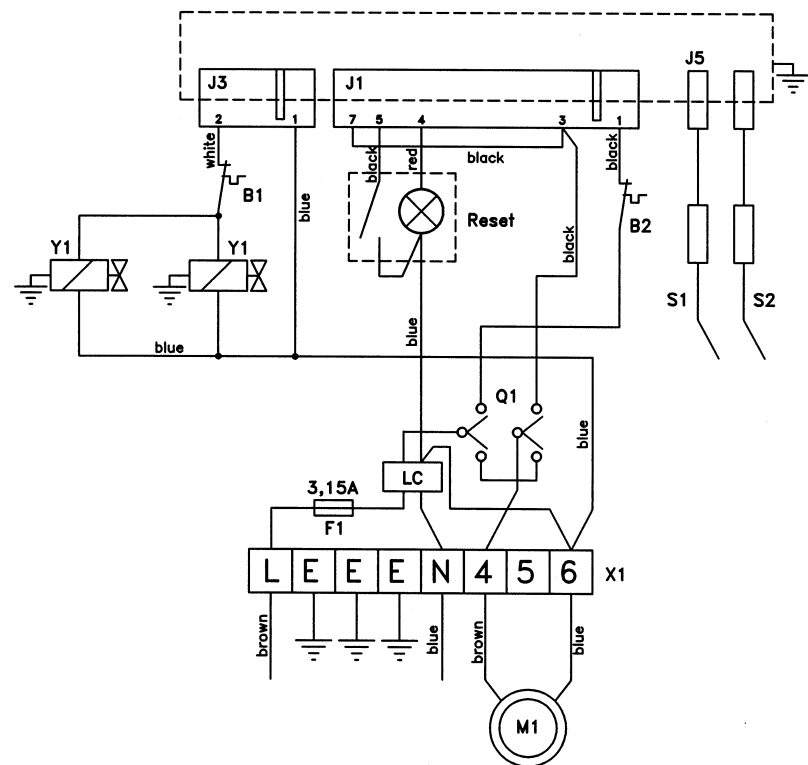 J3
J1
J5
2
1
7
5
4
3
1
white
black
red
black
black
B1
blue
Reset
black
B2
Y1
Y1
S1
S2
blue
blue
Q1
blue
LC
3,15A
F1
L
E
E
E
N
4
5
6
X1
brown
blue
brown
blue
M1